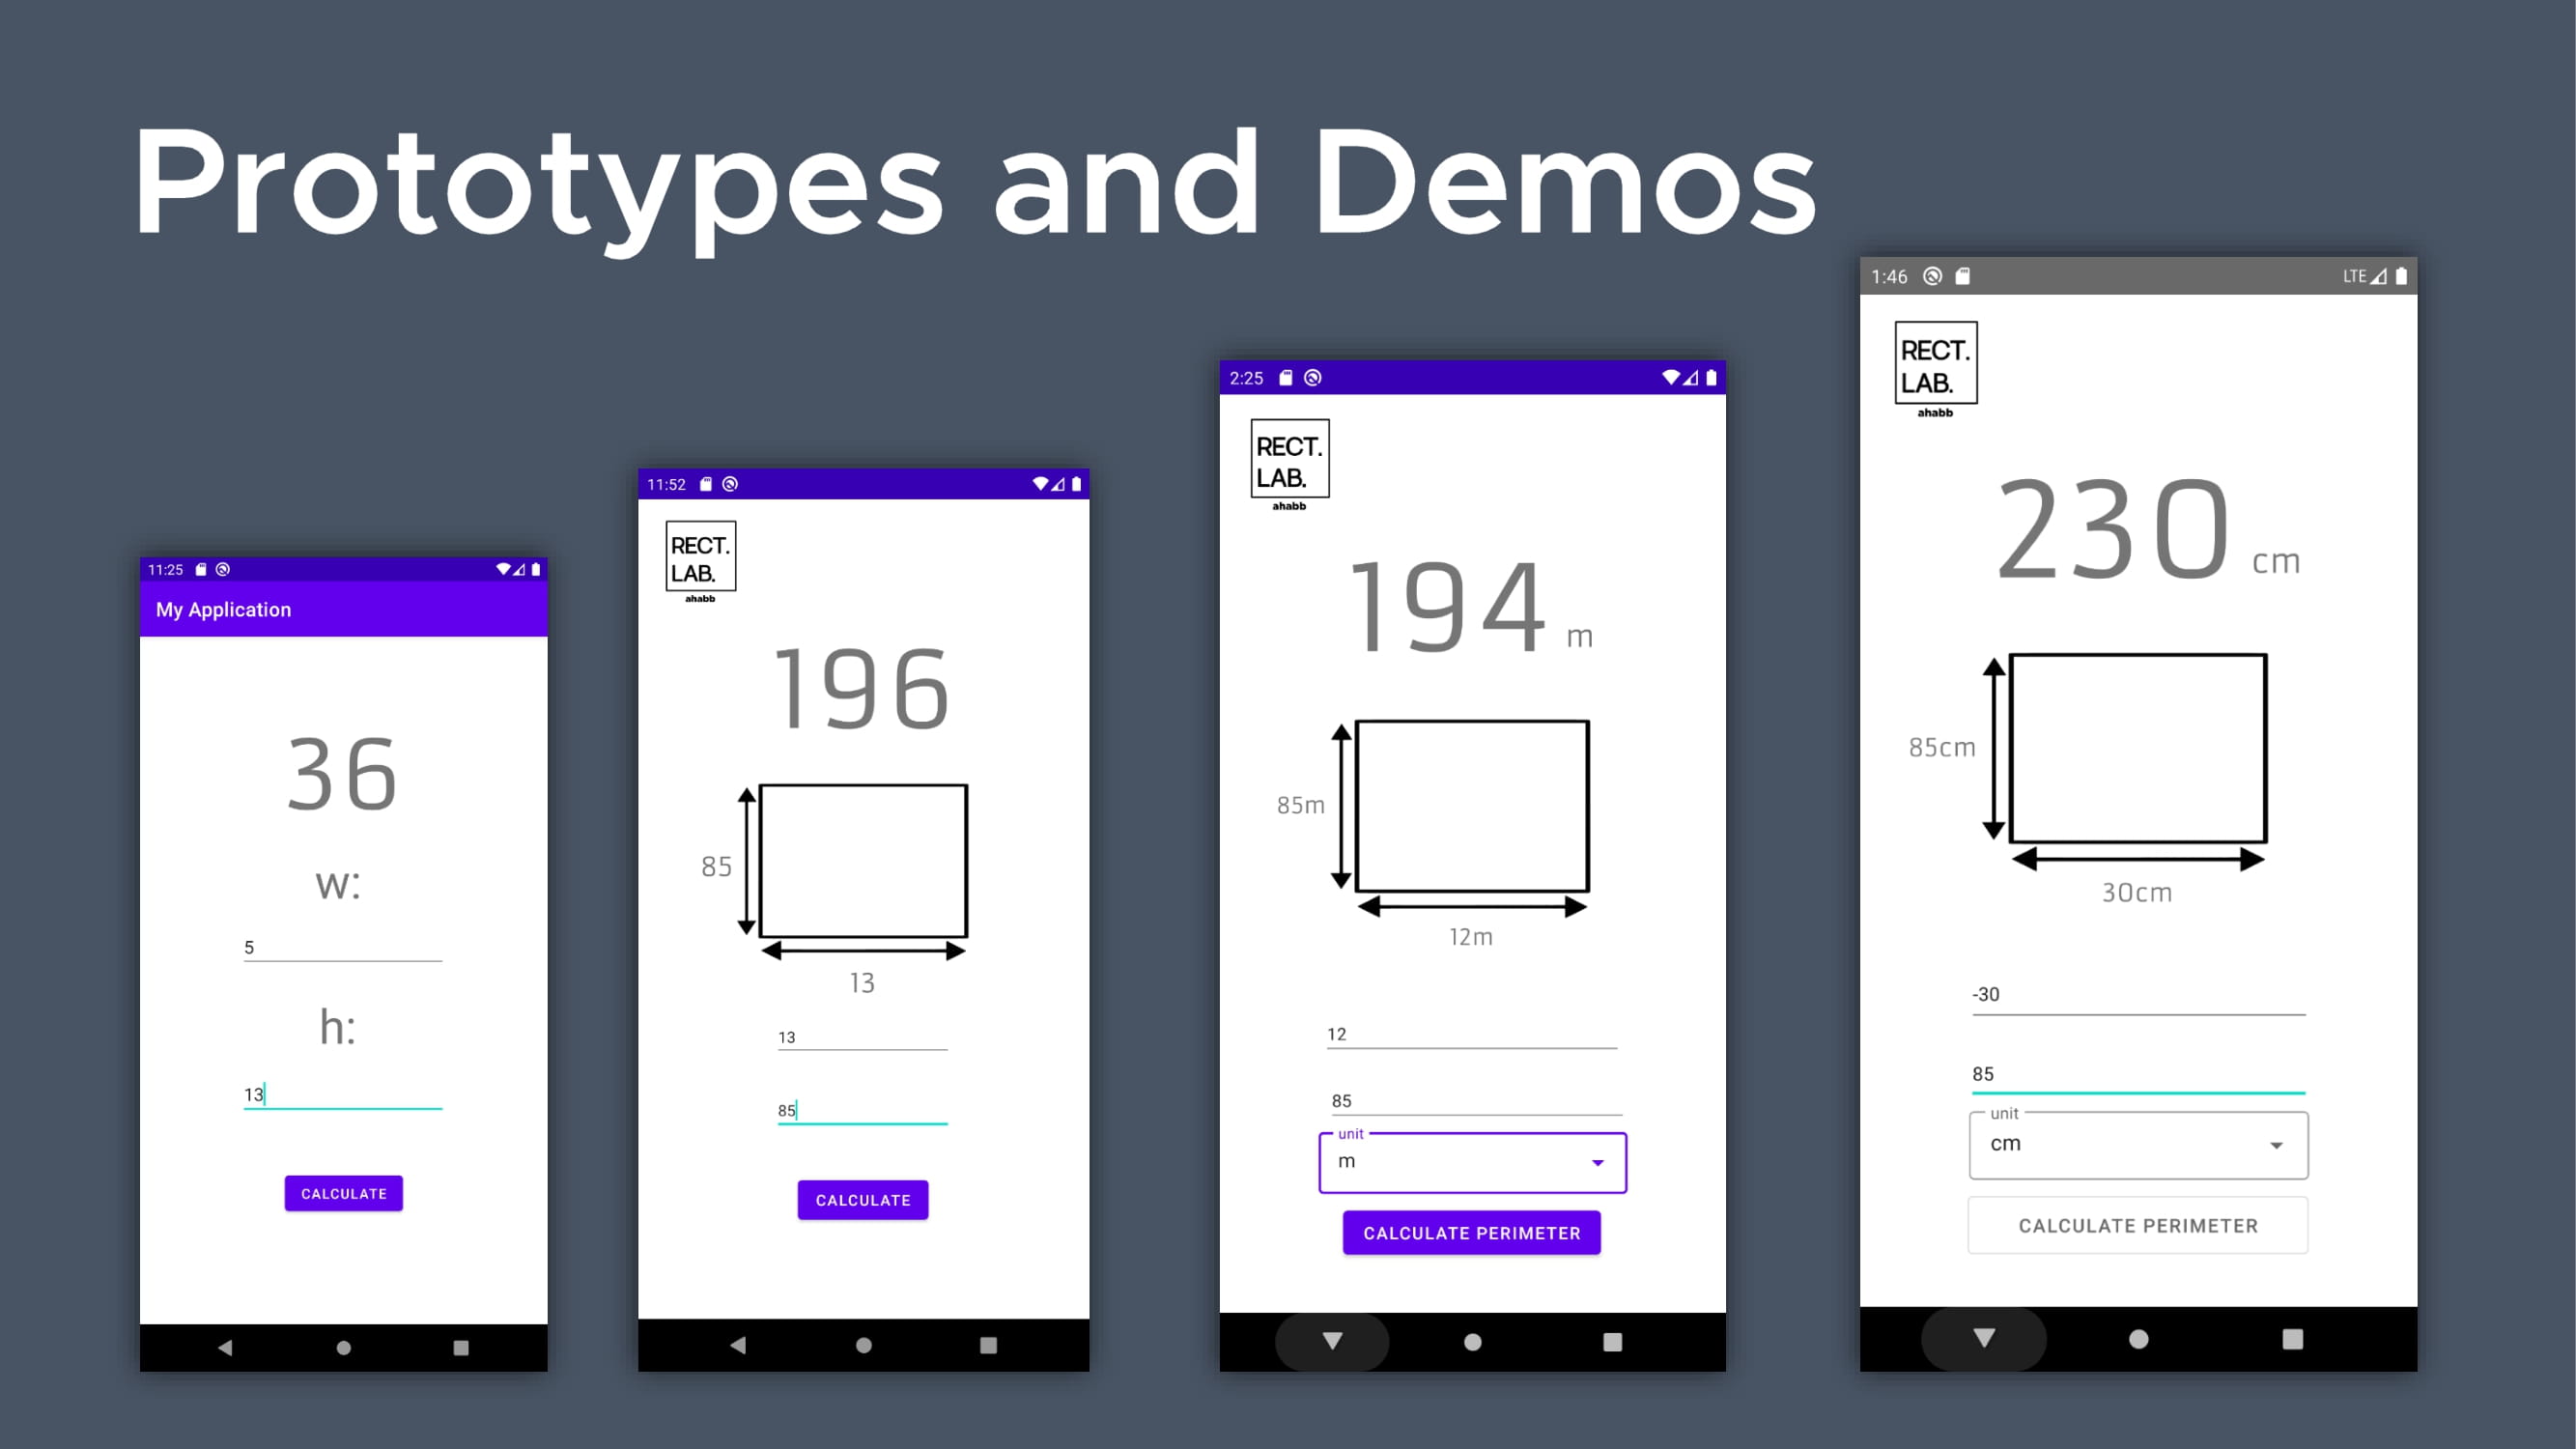 Prototypes and Demos
11:25
My Application
36
w:
5
h:
13
CALCULATE
11:52
RECT.
LAB.
ahabb
196
85
13
13
85
CALCULATE
2:25
RECT.
LAB.
ahabb
194 m
85m
12m
12
85
unit
m
CALCULATE PERIMETER
1:46 LTE
RECT.
LAB.
ahabb
230 cm
85cm
30cm
-30
85
unit
cm
CALCULATE PERIMETER